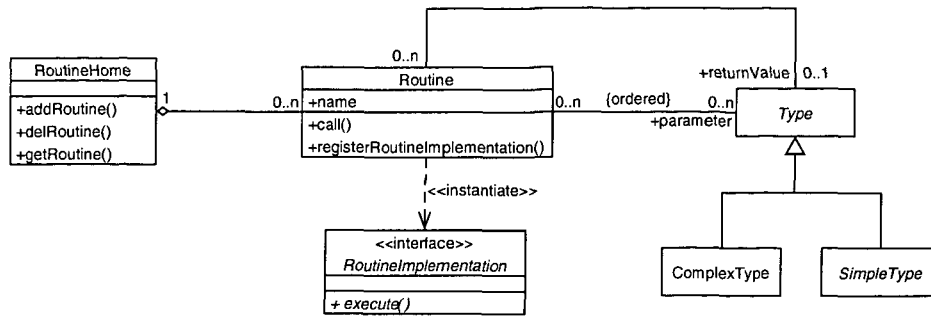 0..n
+returnValue
0..1
RoutineHome
+addRoutine()
+delRoutine()
+getRoutine()
1
0..n
Routine
+name
+call()
+registerRoutineImplementation()
0..n
{ordered}
0..n
+parameter
Type
<<instantiate>>
<<interface>>
RoutineImplementation
+ execute()
ComplexType
SimpleType